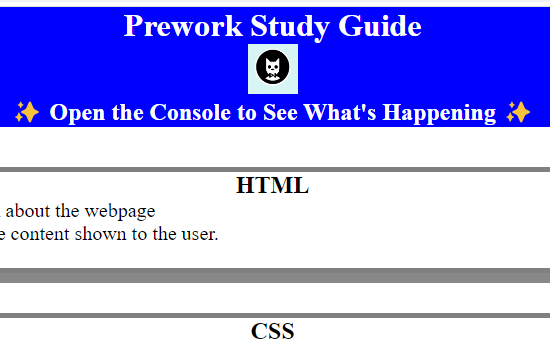 Prework Study Guide
✨ Open the Console to See What's Happening ✨
HTML
about the webpage
content shown to the user.
CSS